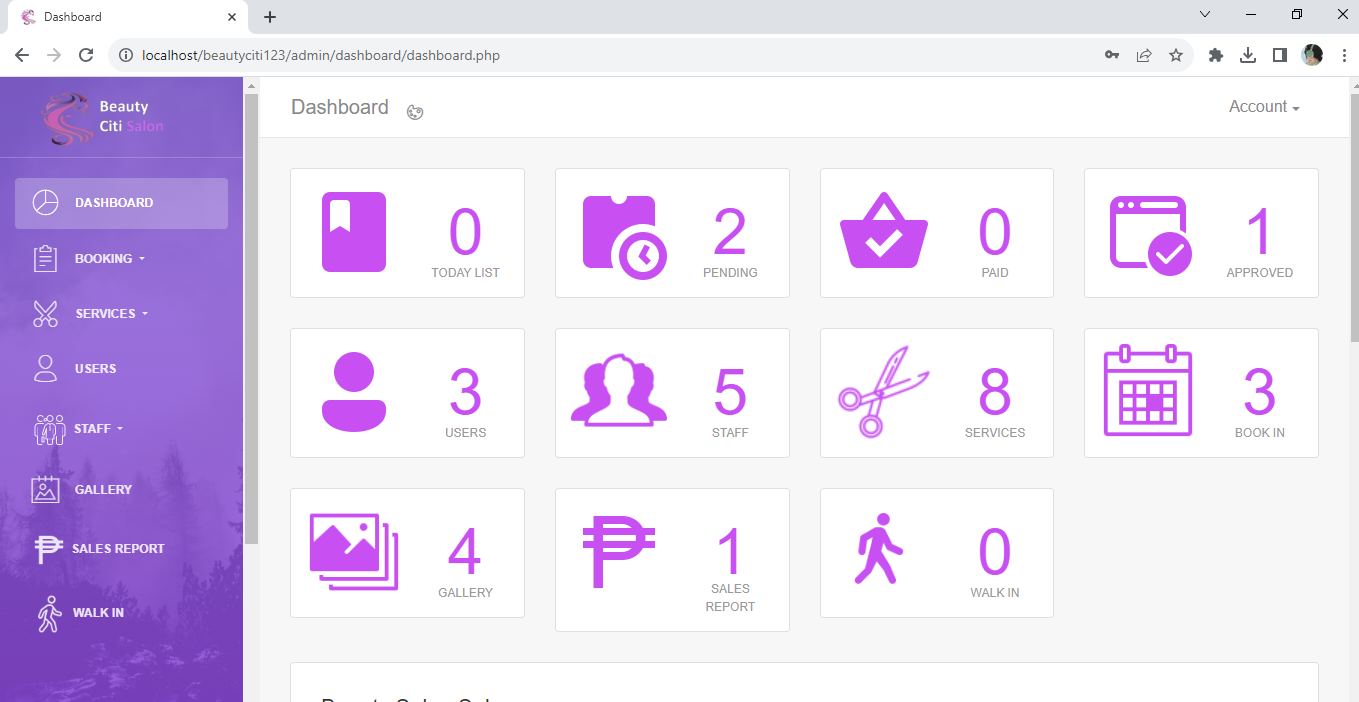 Dashboard
localhost/beautyciti123/admin/dashboard/dashboard.php
Beauty
Citi Salon
Dashboard
Account
DASHBOARD
BOOKING
SERVICES
USERS
STAFF
GALLERY
SALES REPORT
WALK IN
0
TODAY LIST
2
PENDING
0
PAID
1
APPROVED
3
USERS
5
STAFF
8
SERVICES
3
BOOK IN
4
GALLERY
1
SALES
REPORT
0
WALK IN